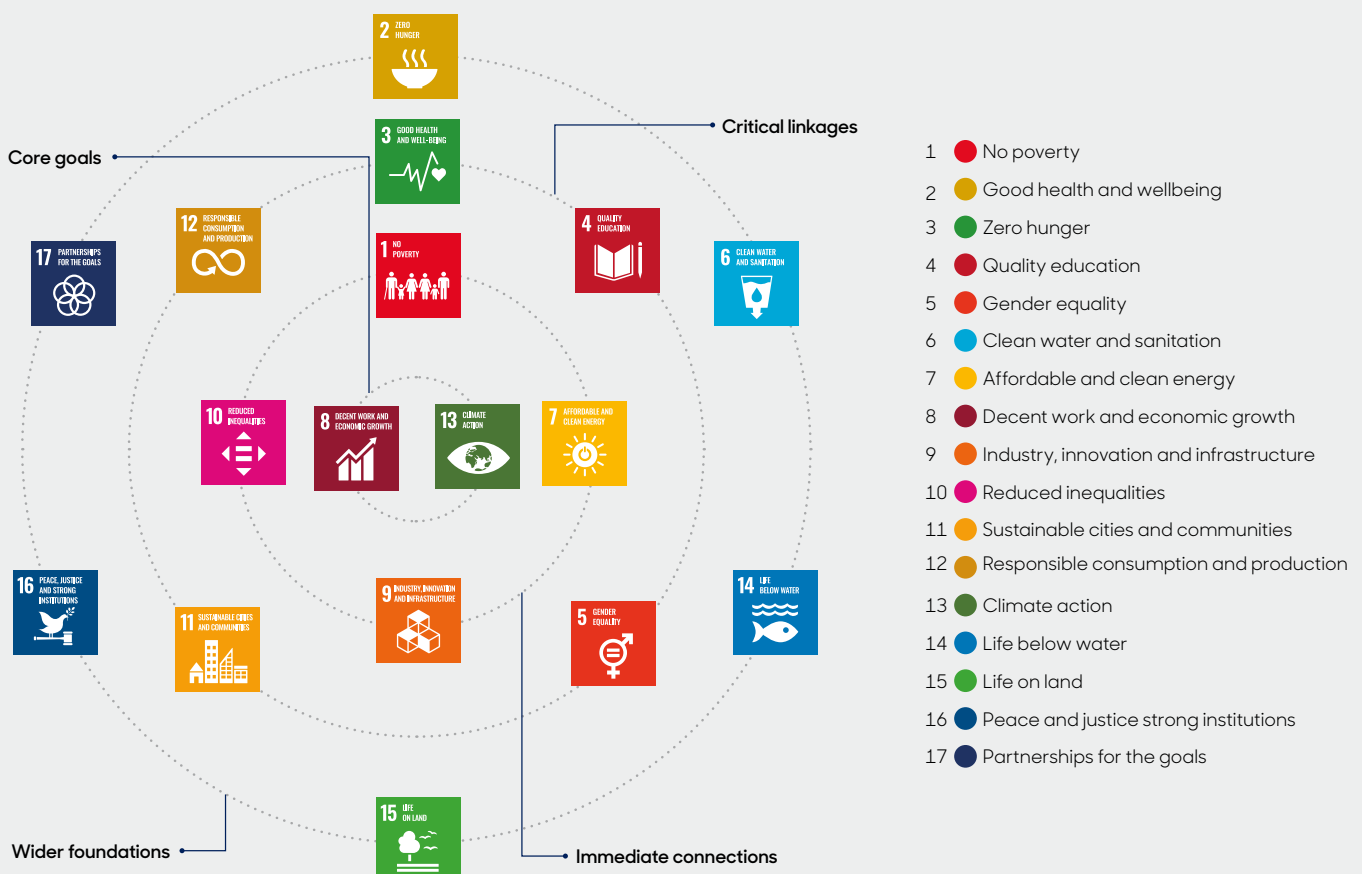 2 ZERO
HUNGER
3 GOOD HEALTH
AND WELL-BEING
Critical linkages
Core goals
12 RESPONSIBLE
CONSUMPTION
AND PRODUCTION
4 QUALITY
EDUCATION
17 PARTNERSHIPS
FOR THE GOALS
1 NO
POVERTY
6 CLEAN WATER
AND SANITATION
10 REDUCED
INEQUALITIES
8 DECENT WORK AND
ECONOMIC GROWTH
13 CLIMATE
ACTION
7 AFFORDABLE AND
CLEAN ENERGY
16 PEACE, JUSTICE
AND STRONG
INSTITUTIONS
9 INDUSTRY, INNOVATION
AND INFRASTRUCTURE
14 LIFE
BELOW WATER
11 SUSTAINABLE CITIES
AND COMMUNITIES
5 GENDER
EQUALITY
15 LIFE
ON LAND
Wider foundations
Immediate connections
1 No poverty
2 Good health and wellbeing
3 Zero hunger
4 Quality education
5 Gender equality
6 Clean water and sanitation
7 Affordable and clean energy
8 Decent work and economic growth
9 Industry, innovation and infrastructure
10 Reduced inequalities
11 Sustainable cities and communities
12 Responsible consumption and production
13 Climate action
14 Life below water
15 Life on land
16 Peace and justice strong institutions
17 Partnerships for the goals